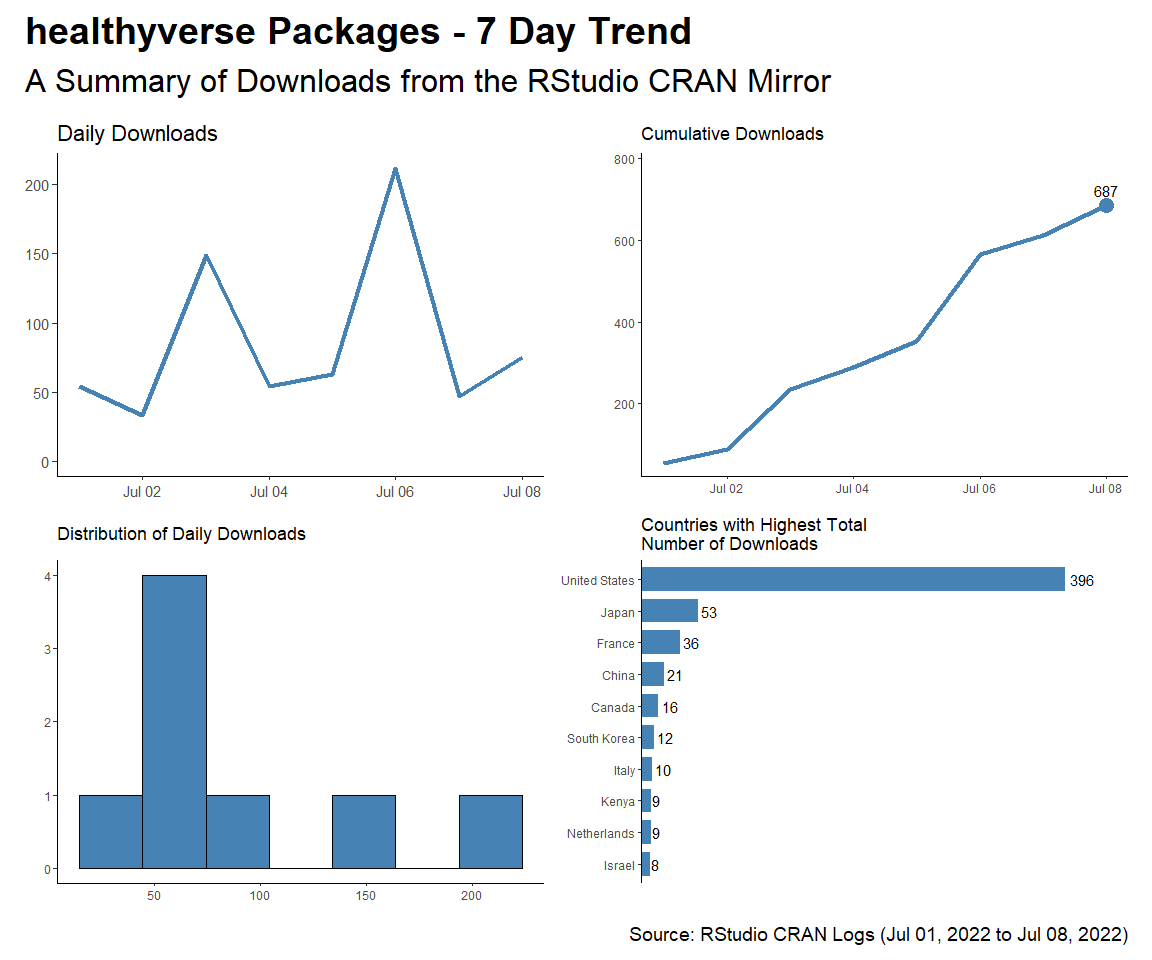 healthyverse Packages - 7 Day Trend
A Summary of Downloads from the RStudio CRAN Mirror
Daily Downloads
200
150
100
50
0
Jul 02 Jul 04 Jul 06 Jul 08
Cumulative Downloads
800
600
400
200
687
Jul 02 Jul 04 Jul 06 Jul 08
Distribution of Daily Downloads
4
3
2
1
0
50 100 150 200
Countries with Highest Total
Number of Downloads
United States 396
Japan 53
France 36
China 21
Canada 16
South Korea 12
Italy 10
Kenya 9
Netherlands 9
Israel 8
Source: RStudio CRAN Logs (Jul 01, 2022 to Jul 08, 2022)